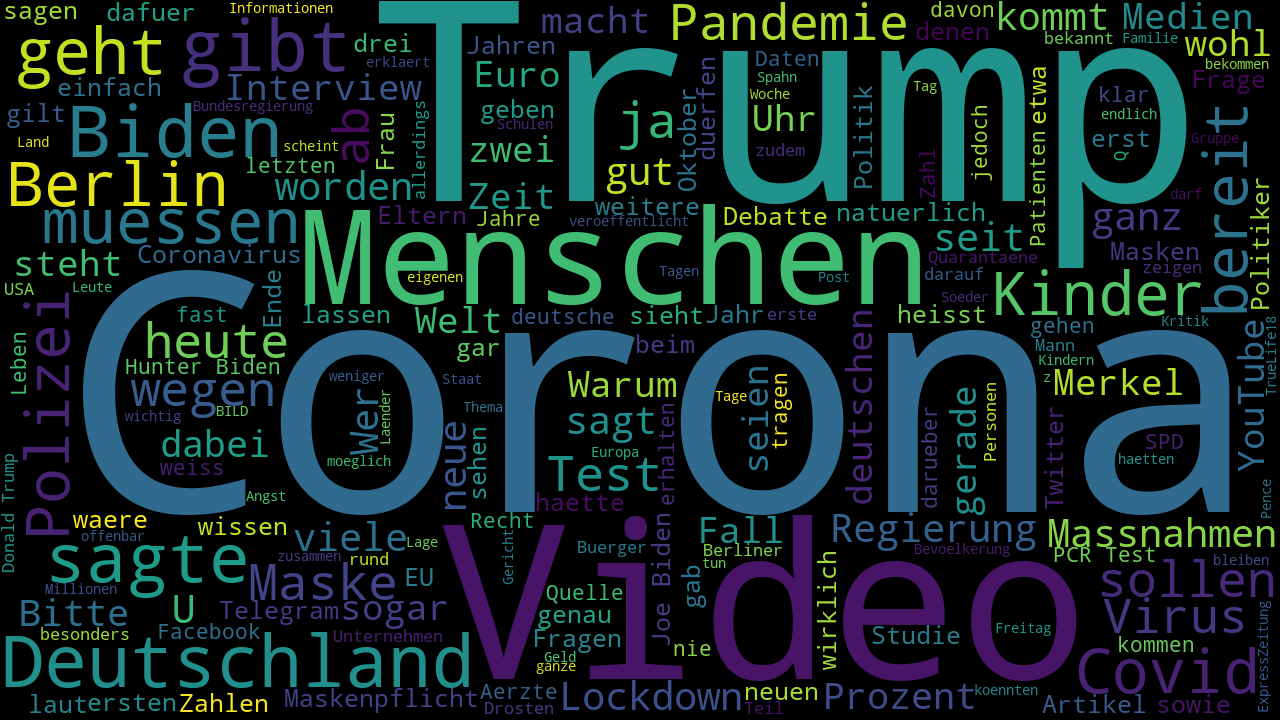 sagen
dafuer
Informationen
geht
gibt
drei
erklaert
Jahren
macht
Trump
Pandemie
davon
denen
kommt
bekannt
Medien
Familie
wohl
bekommen
einfach
Interview
Euro
Daten
Spahn
Woche
Tag
Frage
gilt
Bundesregierung
geben
Schulen
ja
duerfen
Uhr
Politik
klar
endlich
Land
Biden
scheint
ab
Frau
allerdings
zwei
Oktober
zudem
Zahl
jedoch
Patienten
etwa
erst
Q
Gruppe
bereit
Berlin
letzten
worden
Zeit
gut
weitere
darf
Politiker
muessen
Eltern
Jahre
veroeffentlicht
Debatte
natuerlich
seit
ganz
steht
Coronavirus
Menschen
Quarantaene
Masken
zeigen
USA
Leute
Ende
eigenen
Tagen
Post
darauf
Soeder
Kinder
Polizei
fast
lassen
Welt
deutsche
sieht
Jahr
erste
heisst
gehen
Kritik
TrueLife18
Leben
heute
Corona
gar
beim
Mann
Kindern
z
YouTube
Hunter Biden
wegen
weniger
Staat
Warum
seien
Tage
tragen
deutschen
gerade
Personen
Merkel
wichtig
BILD
Wer
Laender
Thema
sagt
dabei
weiss
moeglich
neue
sehen
Europa
Test
erhalten
darueber
Twitter
SPD
haetten
Donald Trump
Angst
haette
Pence
waere
offenbar
wissen
viele
Lage
Recht
Video
Fall
Regierung
Massnahmen
sagte
zusammen
rund
Gericht
Buerger
Joe Biden
Berliner
tun
Bevoelkerung
PCR Test
bleiben
Millionen
Maske
EU
gab
wirklich
sollen
Bitte
U
Telegram
sogar
Quelle
genau
Studie
Freitag
Virus
ExpressZeitung
besonders
Facebook
Unternehmen
Fragen
nie
kommen
Deutschland
Geld
ganze
Covid
laut
ersten
Zahlen
Maskenpflicht
Aerzte
Drosten
Lockdown
neuen
Teil
Prozent
koennten
Artikel
sowie